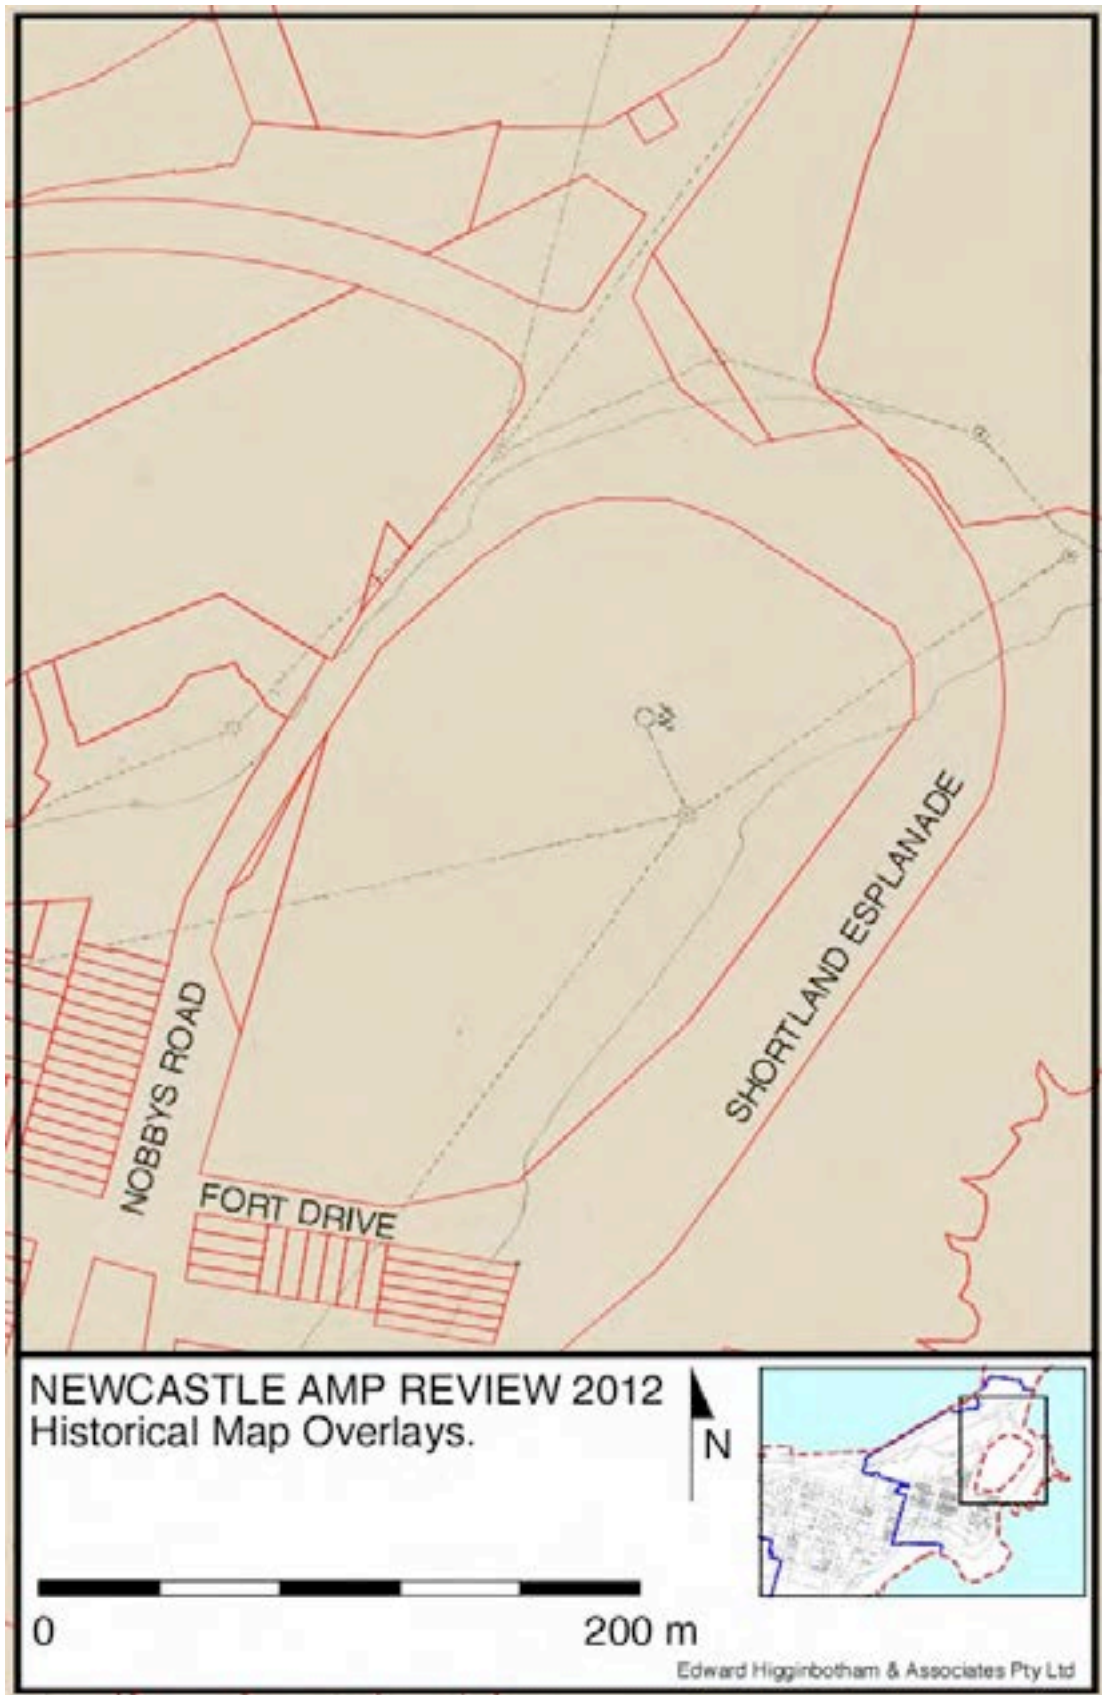 NOBBYS ROAD
FORT DRIVE
SHORTLAND ESPLANADE
NEWCASTLE AMP REVIEW 2012
Historical Map Overlays.
N
0
200 m
Edward Higginbotham & Associates Pty Ltd